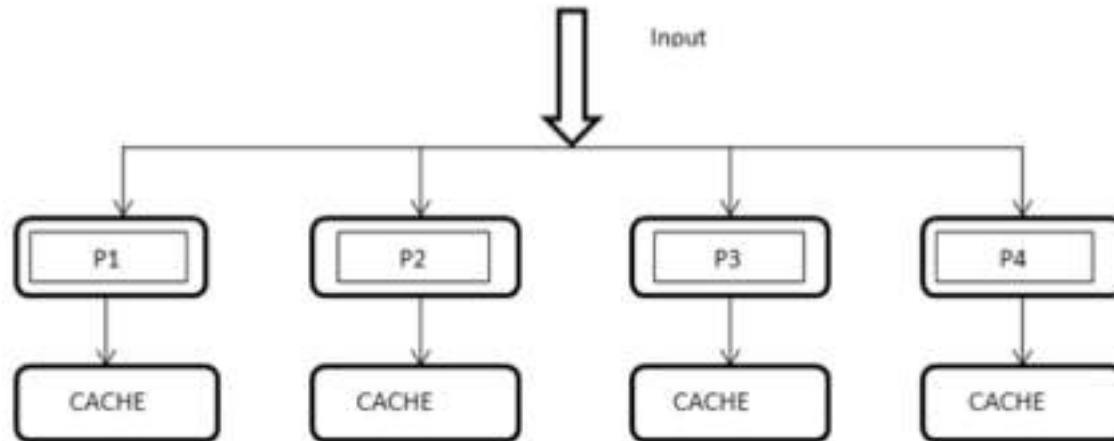 Input
P1
P2
P3
P4
CACHE
CACHE
CACHE
CACHE